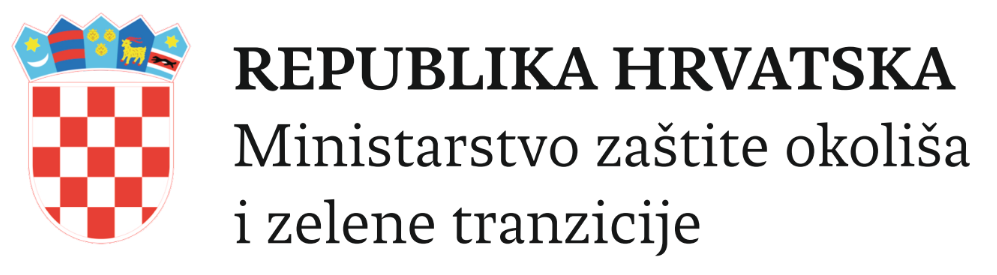 REPUBLIKA HRVATSKA
Ministarstvo zaštite okoliša
i zelene tranzicije